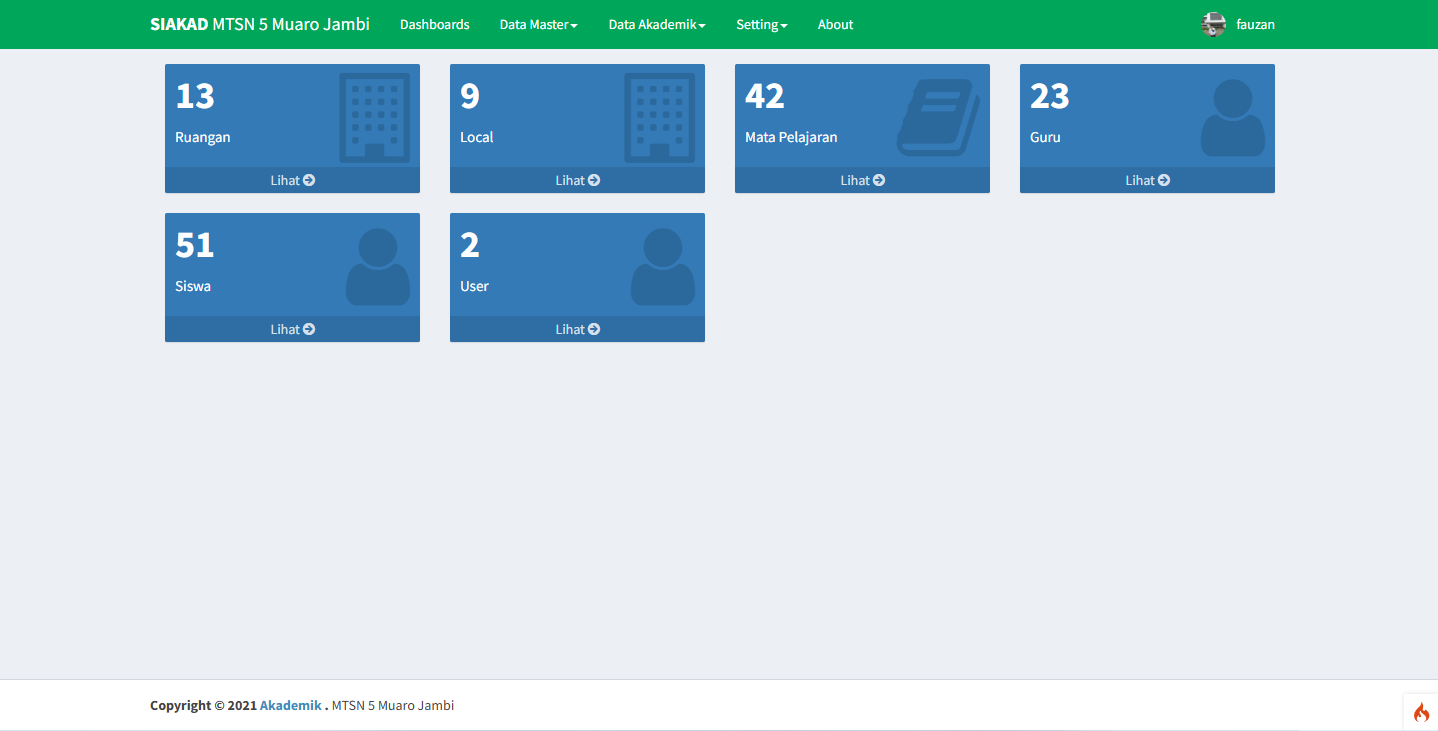 SIAKAD MTSN 5 Muaro Jambi Dashboards Data Master Data Akademik Setting About fauzan
13
Ruangan
Lihat
9
Local
Lihat
42
Mata Pelajaran
Lihat
23
Guru
Lihat
51
Siswa
Lihat
2
User
Lihat
Copyright © 2021 Akademik . MTSN 5 Muaro Jambi